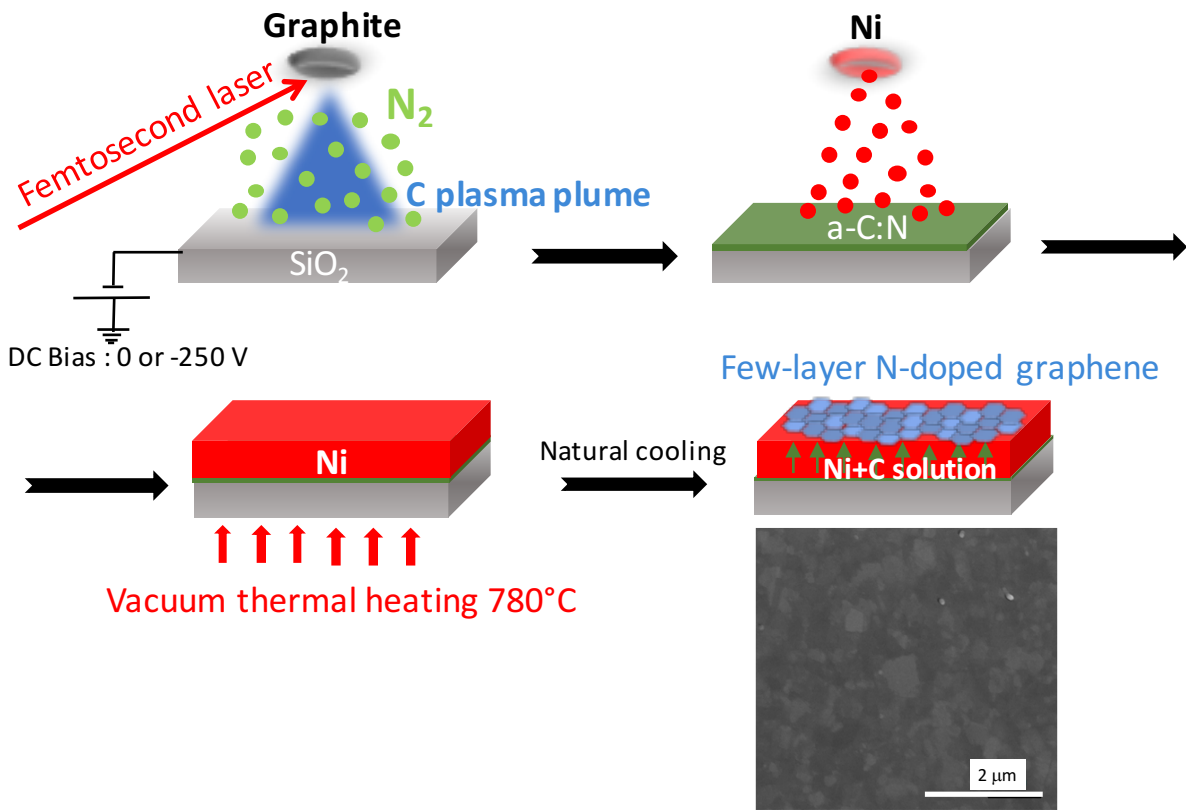 Graphite
Ni
Femtosecond laser
N₂
C plasma plume
SiO₂
a-C:N
DC Bias : 0 or -250 V
Few-layer N-doped graphene
Ni
Natural cooling
Ni+C solution
Vacuum thermal heating 780°C
2 μm